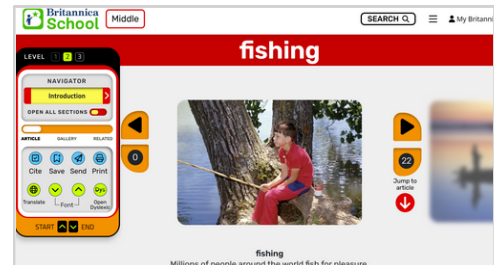 Britannica
School
Middle
SEARCH
My Britanni
fishing
LEVEL 1 2 3
NAVIGATOR
Introduction
OPEN ALL SECTIONS
ARTICLE GALLERY RELATED
Cite Save Send Print
Translate Font Open
Dyslexic
Dys
START END
0
22
Jump to
article
fishing
Millions of people around the world fish for pleasure